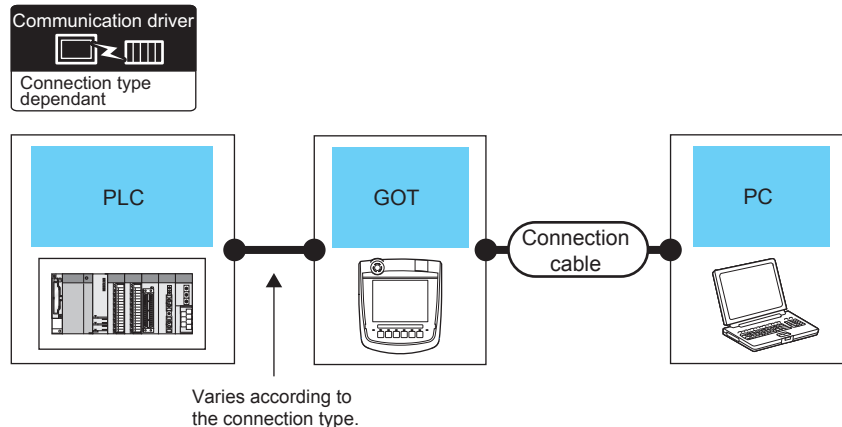 Communication driver
Connection type
dependant
PLC
GOT
PC
Connection
cable
Varies according to
the connection type.